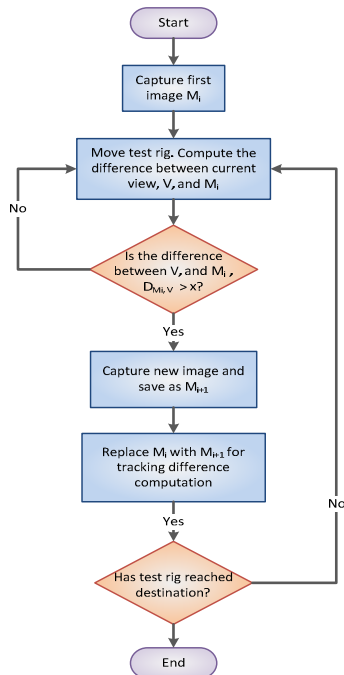 Start
Capture first
image Mi
Move test rig. Compute the
difference between current
view, V, and Mi
No
Is the difference
between V, and Mi ,
DMi,V > x?
Yes
Capture new image and
save as Mi+1
Replace Mi with Mi+1 for
tracking difference
computation
Yes
No
Has test rig reached
destination?
End